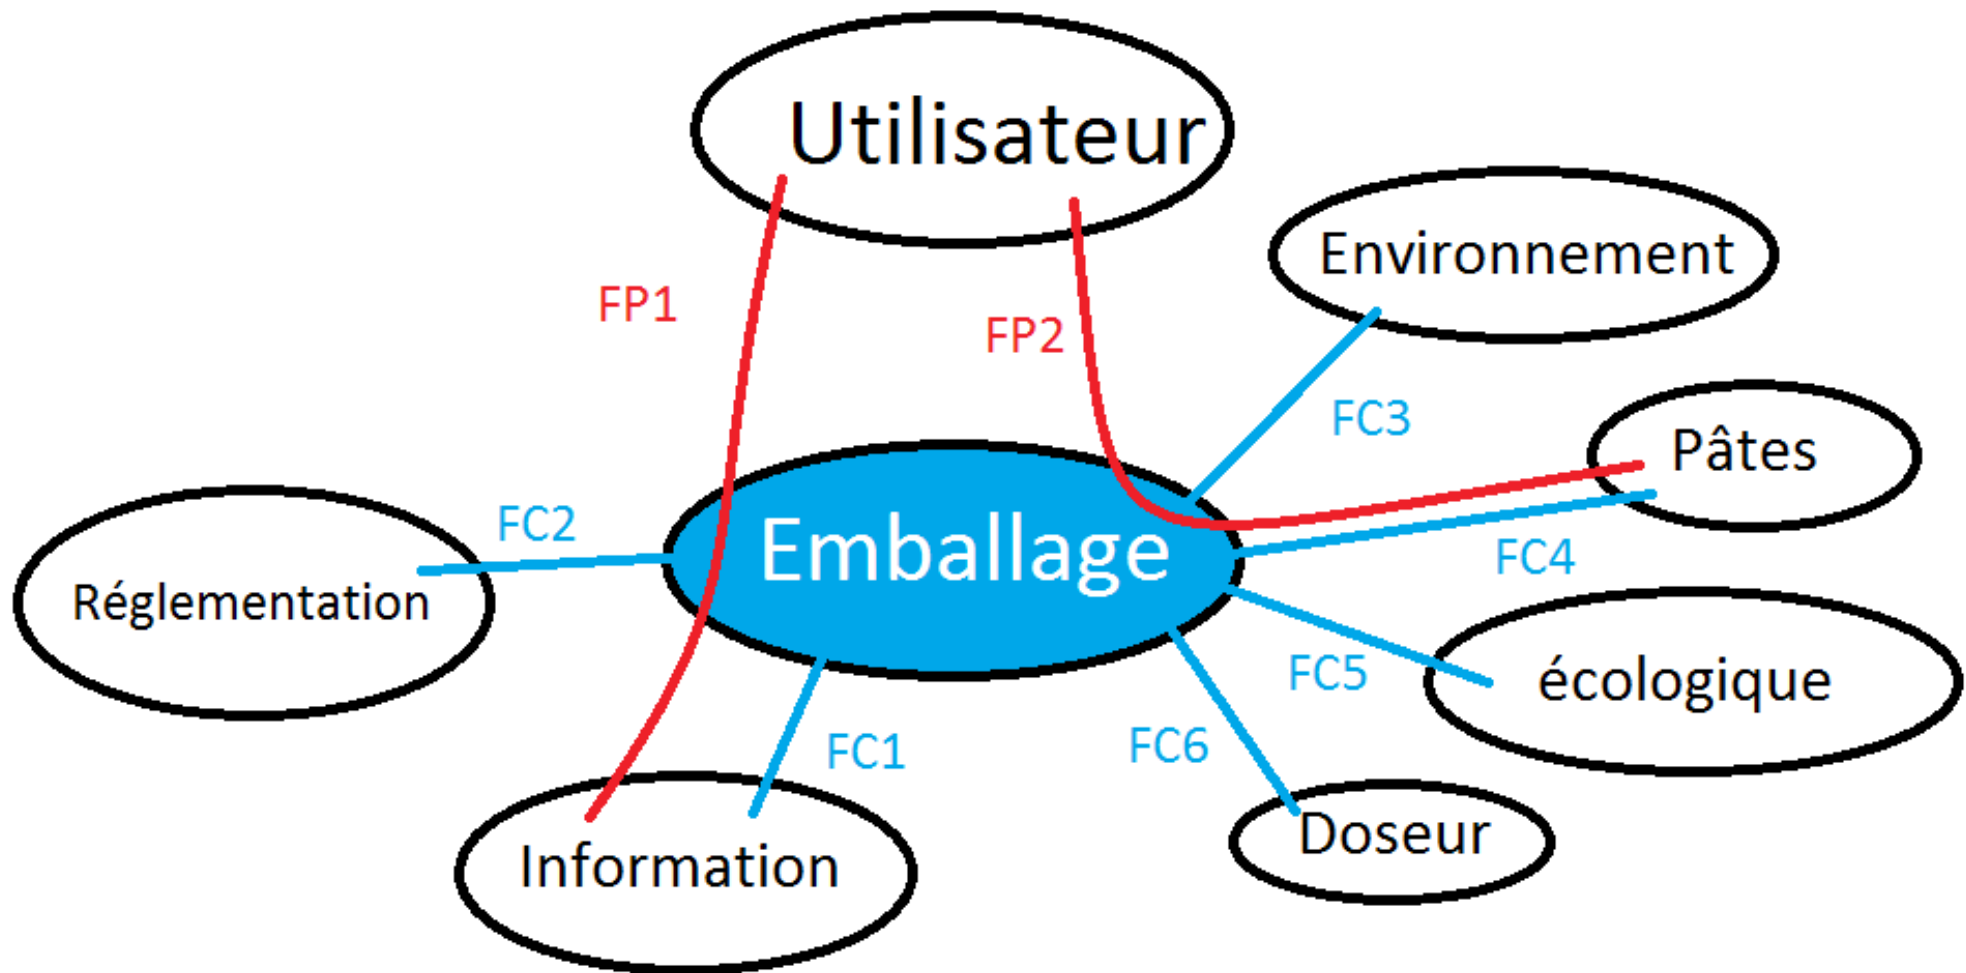 Utilisateur
Environnement
FP1
FP2
FC3
Pâtes
FC2
Emballage
FC4
Réglementation
FC5
écologique
FC1
FC6
Doseur
Information